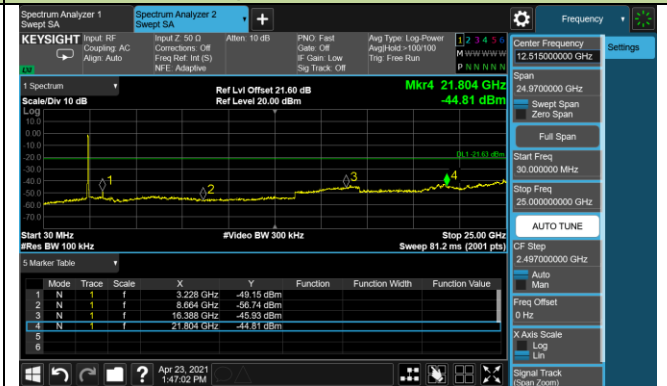 Spectrum Analyzer 1
Swept SA
Spectrum Analyzer 2
Swept SA
+
Frequency
KEYSIGHT
Input: RF
Coupling: AC
Align: Auto
Input Z: 50 Ω
Corrections: Off
Freq Ref: Int (S)
NFE: Adaptive
Atten: 10 dB
PNO: Fast
Gate: Off
IF Gain: Low
Sig Track: Off
Avg Type: Log-Power
Avg|Hold:>100/100
Trig: Free Run
1 2 3 4 5 6
M W W W W W
P N N N N N
LXI
1 Spectrum
Scale/Div 10 dB
Ref Lvl Offset 21.60 dB
Ref Level 20.00 dBm
Mkr4 21.804 GHz
-44.81 dBm
Log
10.0
0.00
-10.0
-20.0
-30.0
-40.0
-50.0
-60.0
-70.0
DL1 -21.63 dBm
1
2
3
4
Start 30 MHz
#Video BW 300 kHz
Stop 25.00 GHz
#Res BW 100 kHz
Sweep 81.2 ms (2001 pts)
5 Marker Table
Mode Trace Scale X Y Function Function Width Function Value
1 N 1 f 3.228 GHz -49.15 dBm
2 N 1 f 8.664 GHz -56.74 dBm
3 N 1 f 16.388 GHz -45.93 dBm
4 N 1 f 21.804 GHz -44.81 dBm
5
6
Apr 23, 2021
1:47:02 PM
Center Frequency
12.515000000 GHz
Settings
Span
24.9700000 GHz
Swept Span
Zero Span
Full Span
Start Freq
30.000000 MHz
Stop Freq
25.000000000 GHz
AUTO TUNE
CF Step
2.497000000 GHz
Auto
Man
Freq Offset
0 Hz
X Axis Scale
Log
Lin
Signal Track
(Span Zoom)